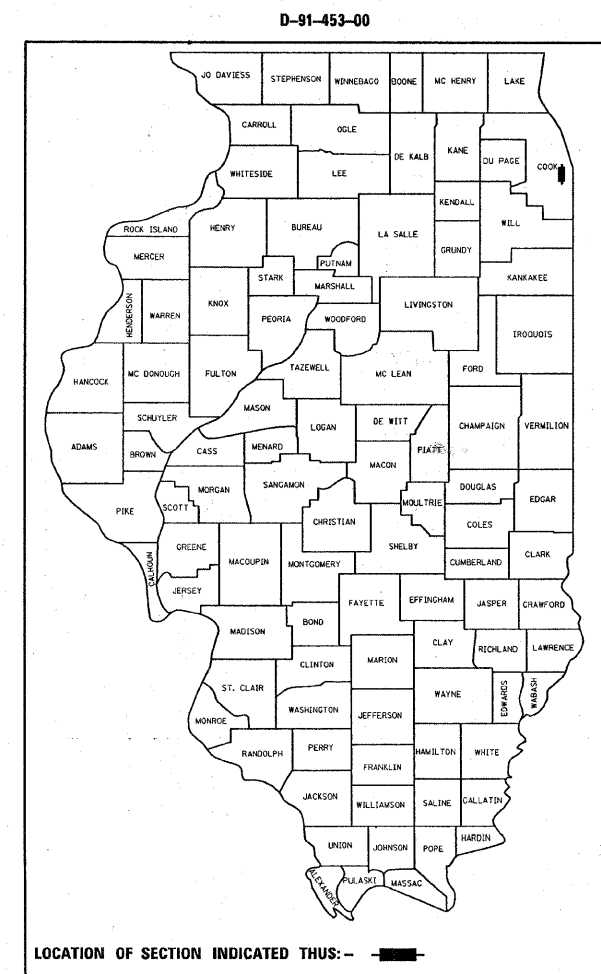 D-91-453-00
JO DAVIESS
STEPHENSON
WINNEBAGO
BOONE
MC HENRY
LAKE
CARROLL
OGLE
DE KALB
KANE
DU PAGE
COOK
WHITESIDE
LEE
KENDALL
WILL
ROCK ISLAND
HENRY
BUREAU
LA SALLE
GRUNDY
MERCER
PUTNAM
KANKAKEE
STARK
MARSHALL
HENDERSON
WARREN
KNOX
PEORIA
WOODFORD
LIVINGSTON
IROQUOIS
HANCOCK
MC DONOUGH
FULTON
TAZEWELL
MC LEAN
FORD
SCHUYLER
MASON
LOGAN
DE WITT
CHAMPAIGN
VERMILION
ADAMS
BROWN
CASS
MENARD
MACON
PIATT
PIKE
SCOTT
MORGAN
SANGAMON
CHRISTIAN
MOULTRIE
DOUGLAS
EDGAR
COLES
CALHOUN
GREENE
MACOUPIN
MONTGOMERY
SHELBY
CUMBERLAND
CLARK
JERSEY
FAYETTE
EFFINGHAM
JASPER
CRAWFORD
MADISON
BOND
CLAY
RICHLAND
LAWRENCE
CLINTON
MARION
ST. CLAIR
WAYNE
EDWARDS
WABASH
WASHINGTON
JEFFERSON
MONROE
RANDOLPH
PERRY
HAMILTON
WHITE
FRANKLIN
JACKSON
WILLIAMSON
SALINE
GALLATIN
UNION
JOHNSON
POPE
HARDIN
ALEXANDER
PULASKI
MASSAC
LOCATION OF SECTION INDICATED THUS: -